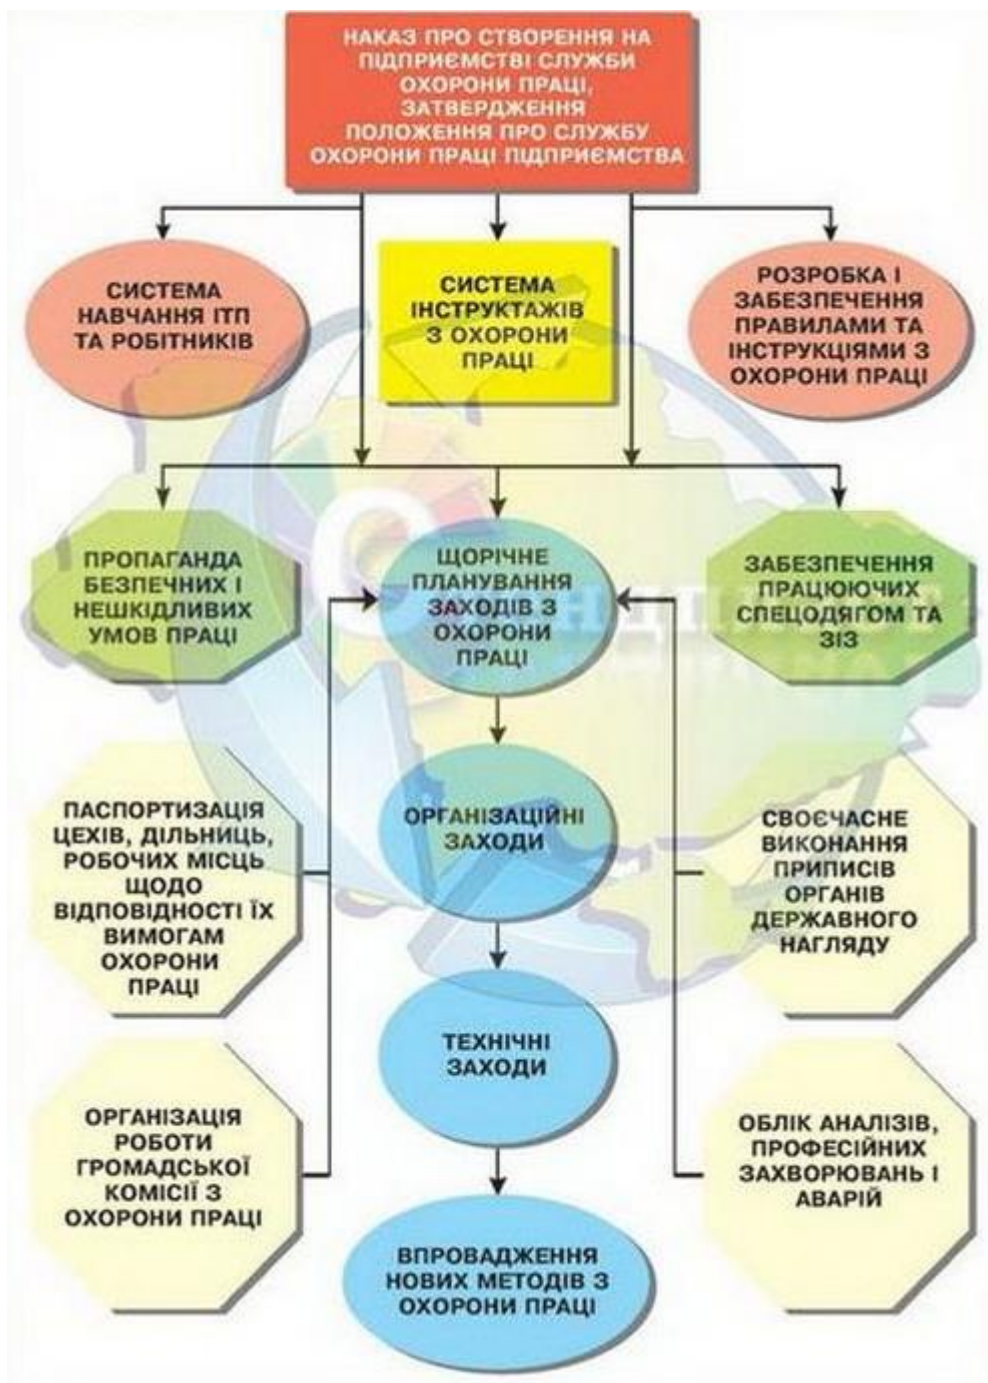 НАКАЗ ПРО СТВОРЕННЯ НА
ПІДПРИЄМСТВІ СЛУЖБИ
ОХОРОНИ ПРАЦІ,
ЗАТВЕРДЖЕННЯ
ПОЛОЖЕННЯ ПРО СЛУЖБУ
ОХОРОНИ ПРАЦІ ПІДПРИЄМСТВА
СИСТЕМА
НАВЧАННЯ ІТП
ТА РОБІТНИКІВ
СИСТЕМА
ІНСТРУКТАЖІВ
З ОХОРОНИ
ПРАЦІ
РОЗРОБКА І
ЗАБЕЗПЕЧЕННЯ
ПРАВИЛАМИ ТА
ІНСТРУКЦІЯМИ З
ОХОРОНИ ПРАЦІ
ПРОПАГАНДА
БЕЗПЕЧНИХ І
НЕШКІДЛИВИХ
УМОВ ПРАЦІ
ЩОРІЧНЕ
ПЛАНУВАННЯ
ЗАХОДІВ З
ОХОРОНИ
ПРАЦІ
ЗАБЕЗПЕЧЕННЯ
ПРАЦЮЮЧИХ
СПЕЦОДЯГОМ ТА
ЗІЗ
ПАСПОРТИЗАЦІЯ
ЦЕХІВ, ДІЛЬНИЦЬ,
РОБОЧИХ МІСЦЬ
ЩОДО
ВІДПОВІДНОСТІ ЇХ
ВИМОГАМ
ОХОРОНИ
ПРАЦІ
ОРГАНІЗАЦІЙНІ
ЗАХОДИ
СВОЄЧАСНЕ
ВИКОНАННЯ
ПРИПИСІВ
ОРГАНІВ
ДЕРЖАВНОГО
НАГЛЯДУ
ТЕХНІЧНІ
ЗАХОДИ
ОРГАНІЗАЦІЯ
РОБОТИ
ГРОМАДСЬКОЇ
КОМІСІЇ З
ОХОРОНИ ПРАЦІ
ОБЛІК АНАЛІЗІВ,
ПРОФЕСІЙНИХ
ЗАХВОРЮВАНЬ І
АВАРІЙ
ВПРОВАДЖЕННЯ
НОВИХ МЕТОДІВ З
ОХОРОНИ ПРАЦІ